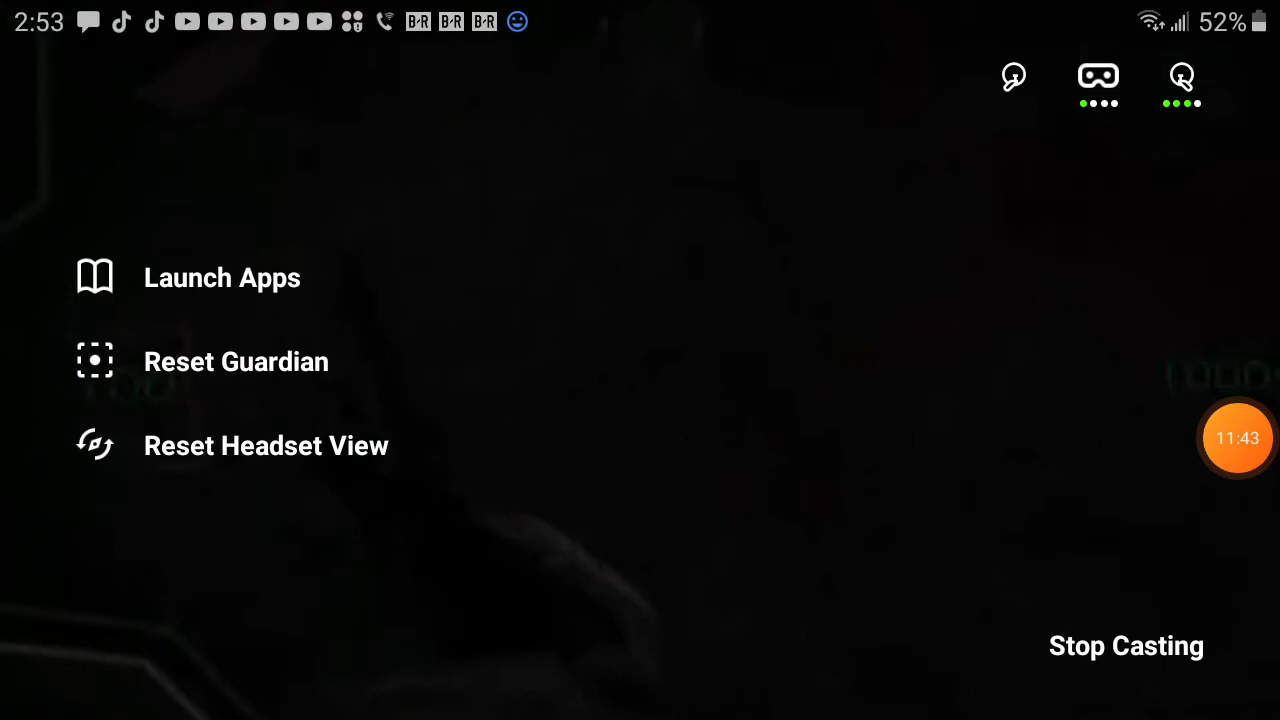 2:53 B/R B/R B/R 52%
Launch Apps
Reset Guardian
Reset Headset View
11:43
Stop Casting